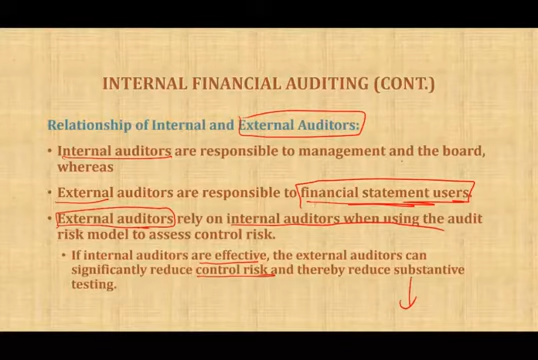 INTERNAL FINANCIAL AUDITING (CONT.)
Relationship of Internal and External Auditors:
• Internal auditors are responsible to management and the board,
whereas
• External auditors are responsible to financial statement users.
• External auditors rely on internal auditors when using the audit
risk model to assess control risk.
• If internal auditors are effective, the external auditors can
significantly reduce control risk and thereby reduce substantive
testing.